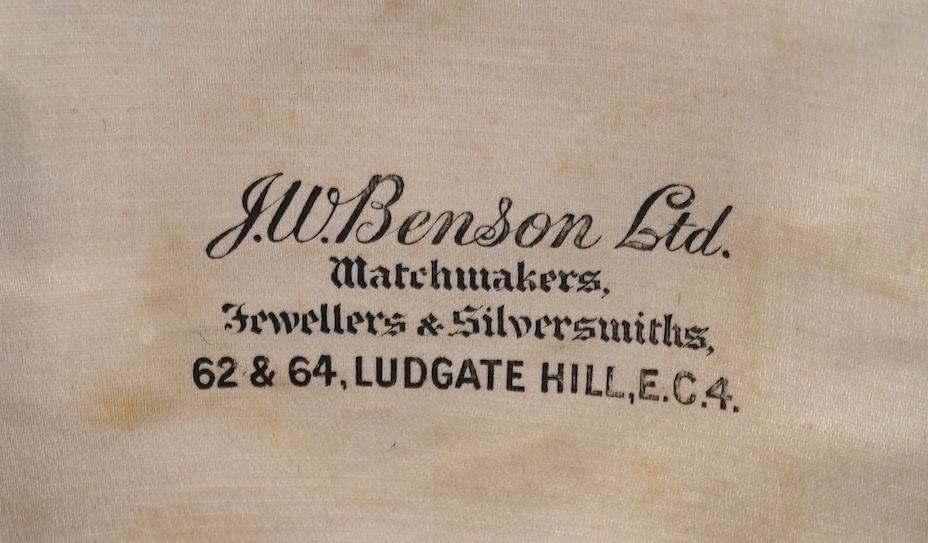 J.W.Benson Ltd.
Watchmakers,
Jewellers & Silversmiths,
62 & 64, LUDGATE HILL, E.C.4.